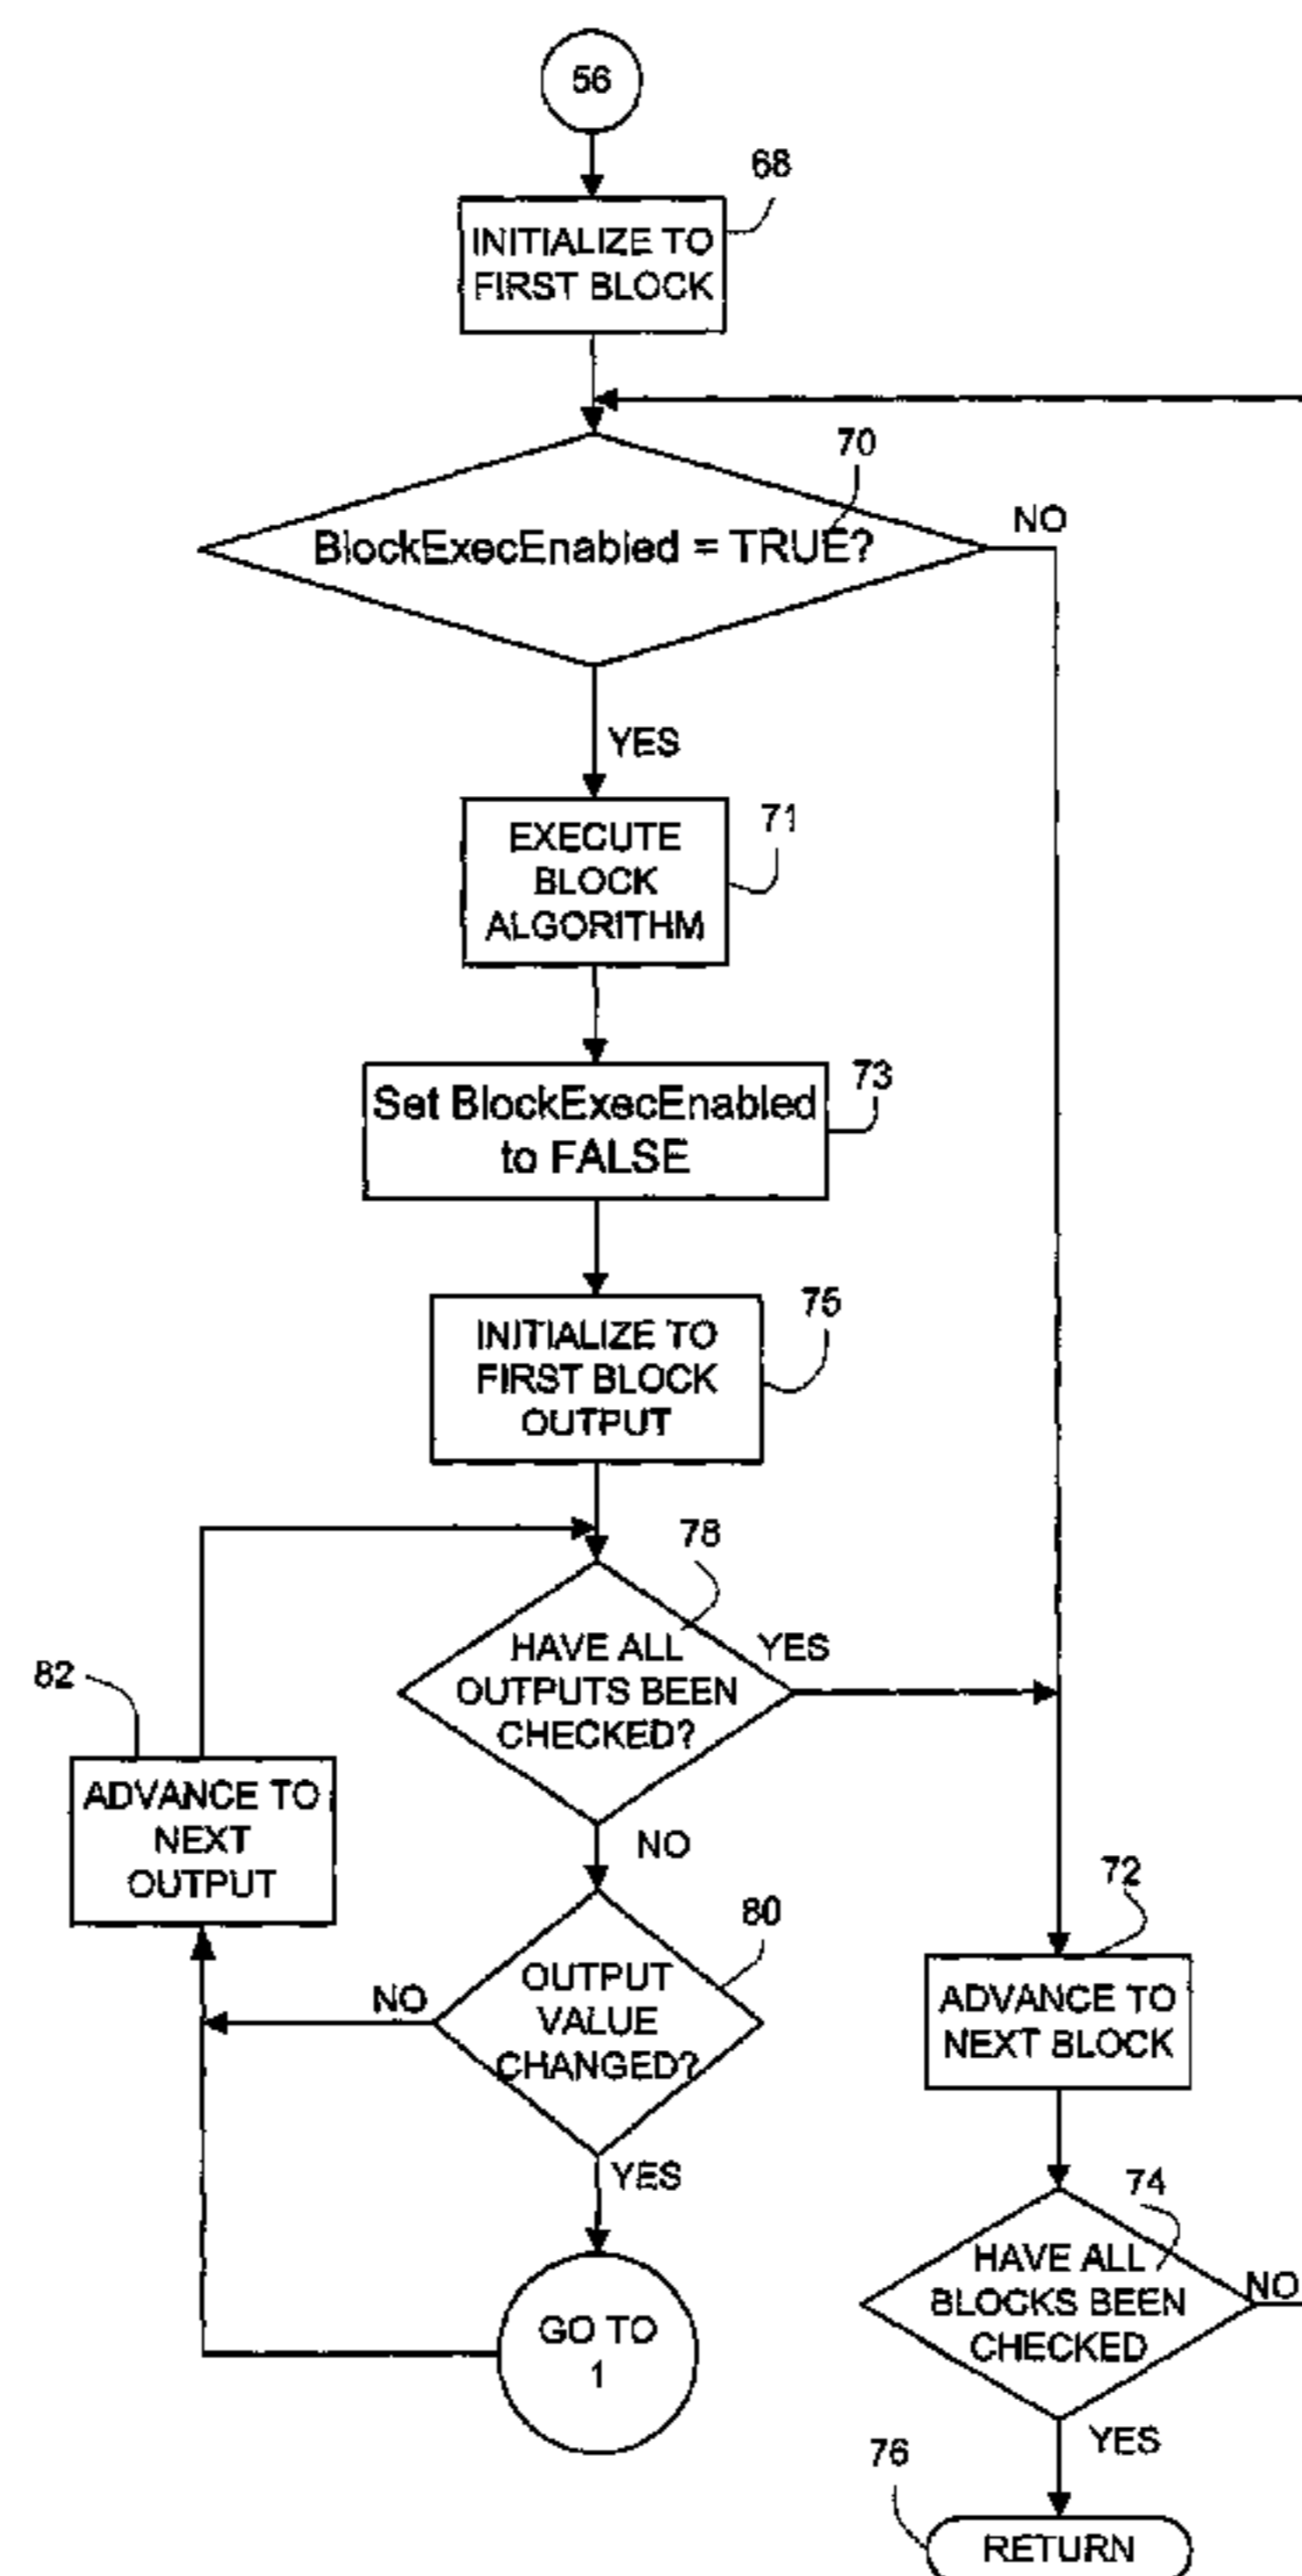 56
68
INITIALIZE TO
FIRST BLOCK
70
BlockExecEnabled = TRUE?
NO
YES
EXECUTE
BLOCK
ALGORITHM
71
Set BlockExecEnabled
to FALSE
73
INITIALIZE TO
FIRST BLOCK
OUTPUT
75
78
HAVE ALL
OUTPUTS BEEN
CHECKED?
YES
NO
82
ADVANCE TO
NEXT
OUTPUT
80
OUTPUT
VALUE
CHANGED?
NO
YES
GO TO
1
72
ADVANCE TO
NEXT BLOCK
74
HAVE ALL
BLOCKS BEEN
CHECKED
NO
YES
76
RETURN